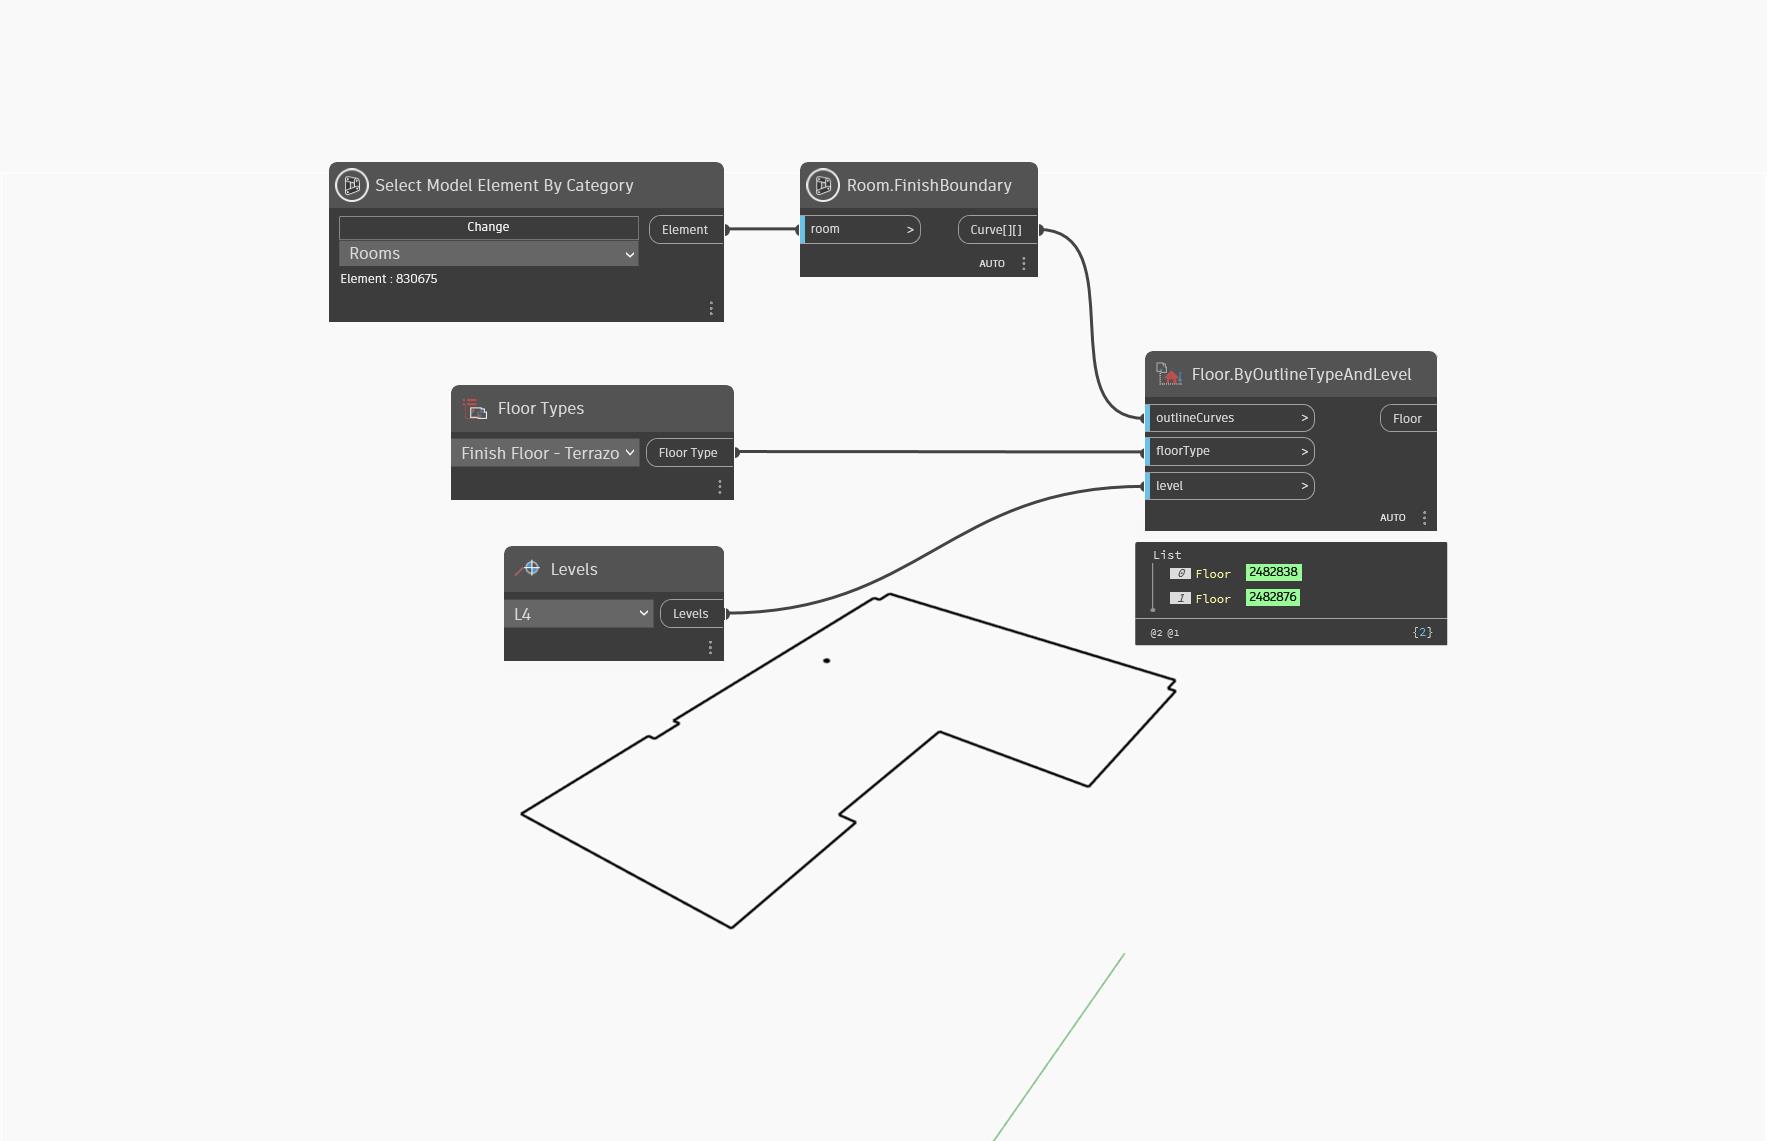 Select Model Element By Category
Change
Rooms
Element : 830675
Element
Room.FinishBoundary
room
>
Curve[][]
AUTO
Floor Types
Finish Floor - Terrazo
Floor Type
Levels
L4
Levels
Floor.ByOutlineTypeAndLevel
outlineCurves
>
Floor
floorType
>
level
>
AUTO
List
0 Floor 2482838
1 Floor 2482876
@2 @1
{2}